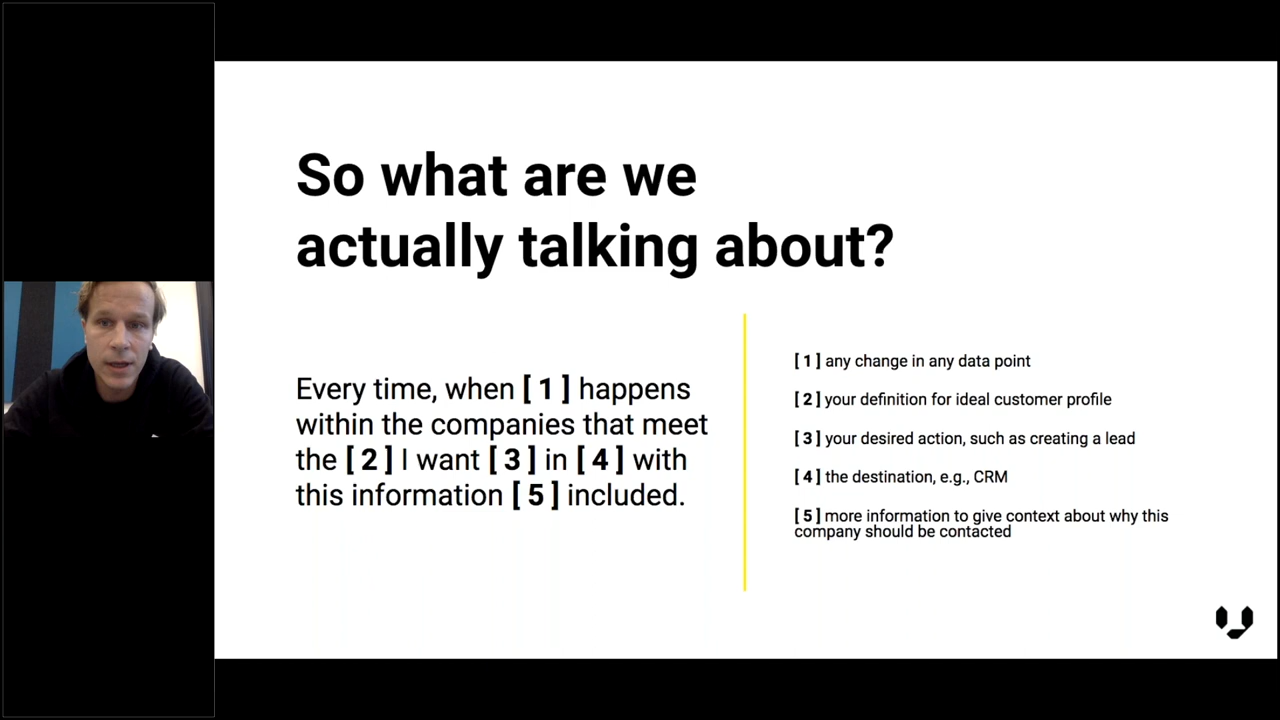 So what are we
actually talking about?
Every time, when [ 1 ] happens
within the companies that meet
the [ 2 ] I want [ 3 ] in [ 4 ] with
this information [ 5 ] included.
[ 1 ] any change in any data point
[ 2 ] your definition for ideal customer profile
[ 3 ] your desired action, such as creating a lead
[ 4 ] the destination, e.g., CRM
[ 5 ] more information to give context about why this
company should be contacted